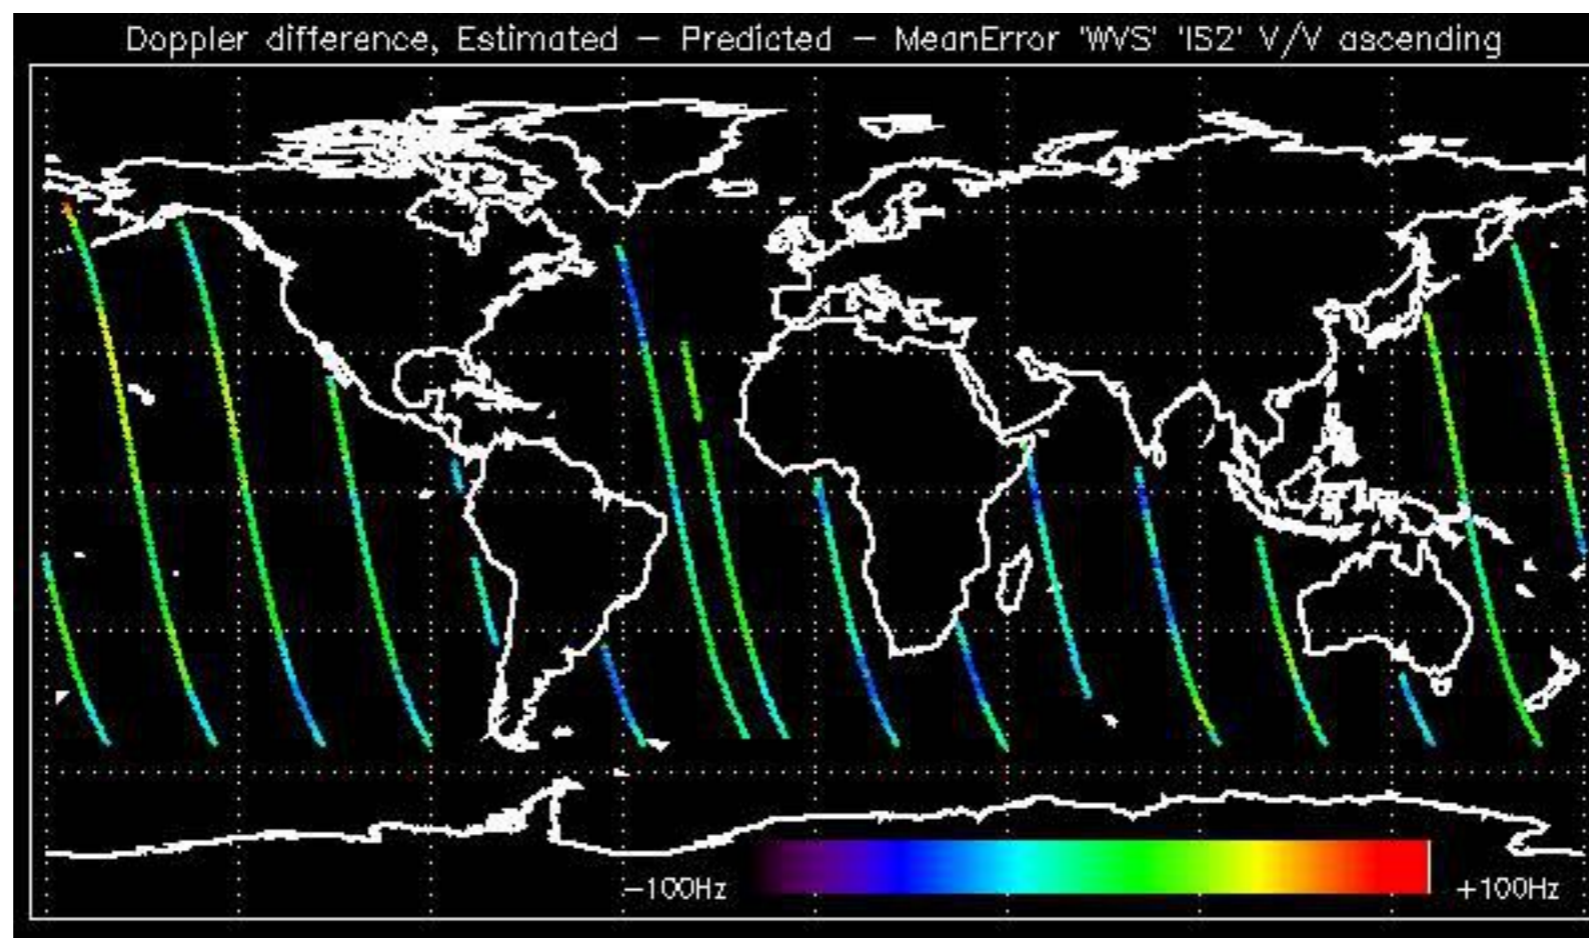 Doppler difference, Estimated — Predicted — MeanError 'WVS' 'IS2' V/V ascending
−100Hz +100Hz